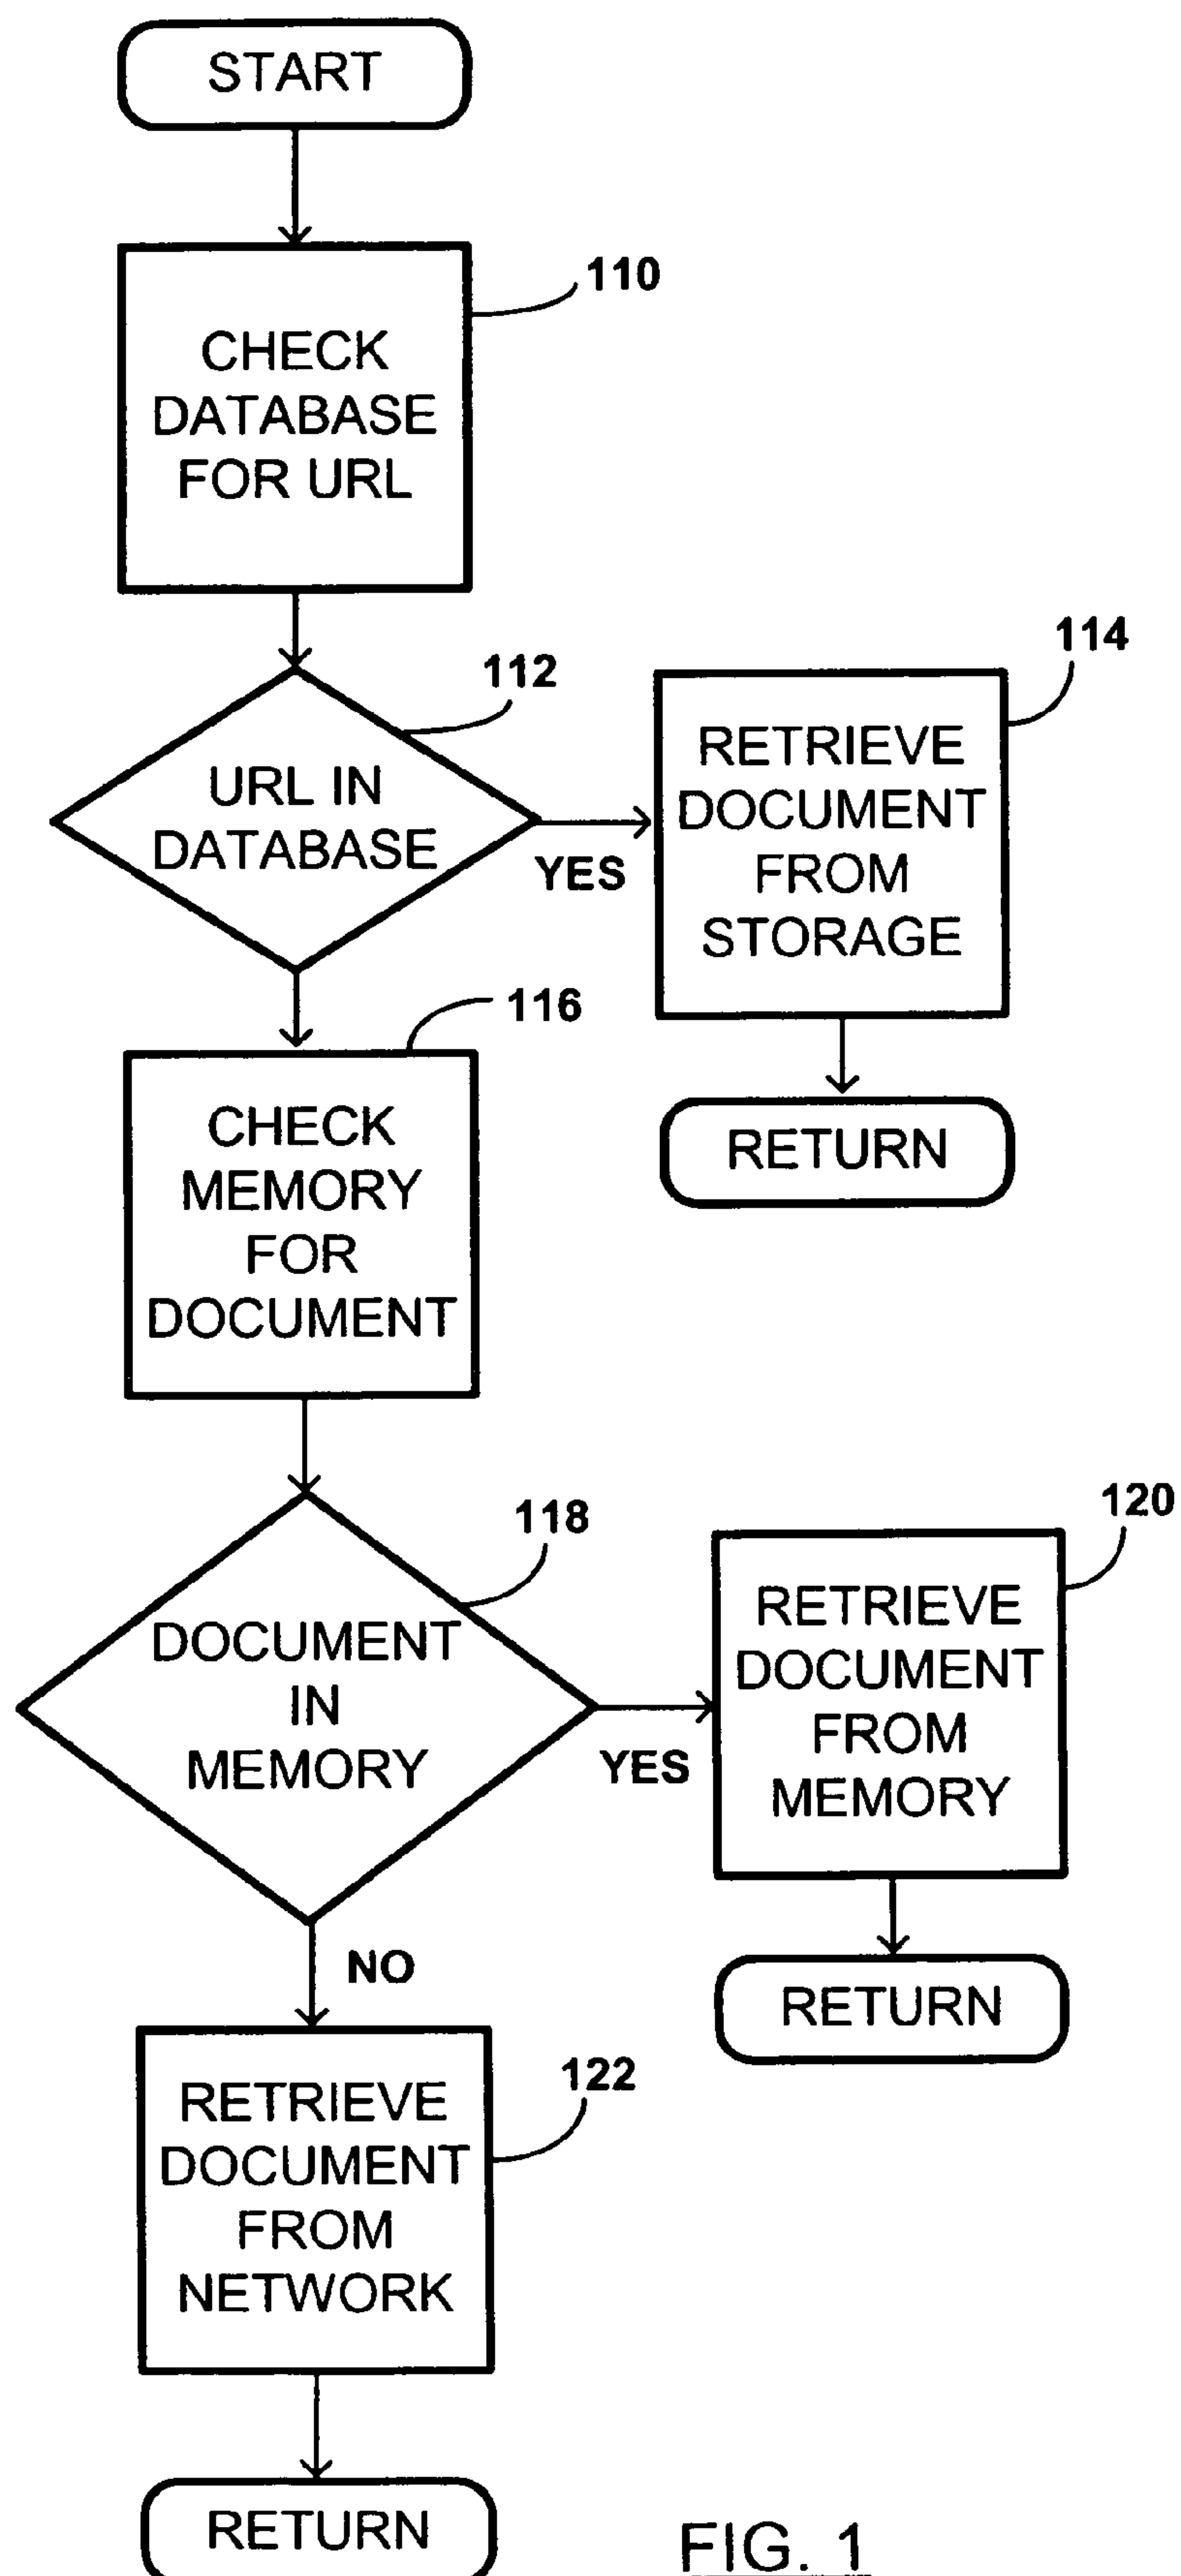 START
110
CHECK
DATABASE
FOR URL
112
URL IN
DATABASE
YES
114
RETRIEVE
DOCUMENT
FROM
STORAGE
RETURN
116
CHECK
MEMORY
FOR
DOCUMENT
118
DOCUMENT
IN
MEMORY
YES
120
RETRIEVE
DOCUMENT
FROM
MEMORY
RETURN
NO
122
RETRIEVE
DOCUMENT
FROM
NETWORK
RETURN
FIG. 1